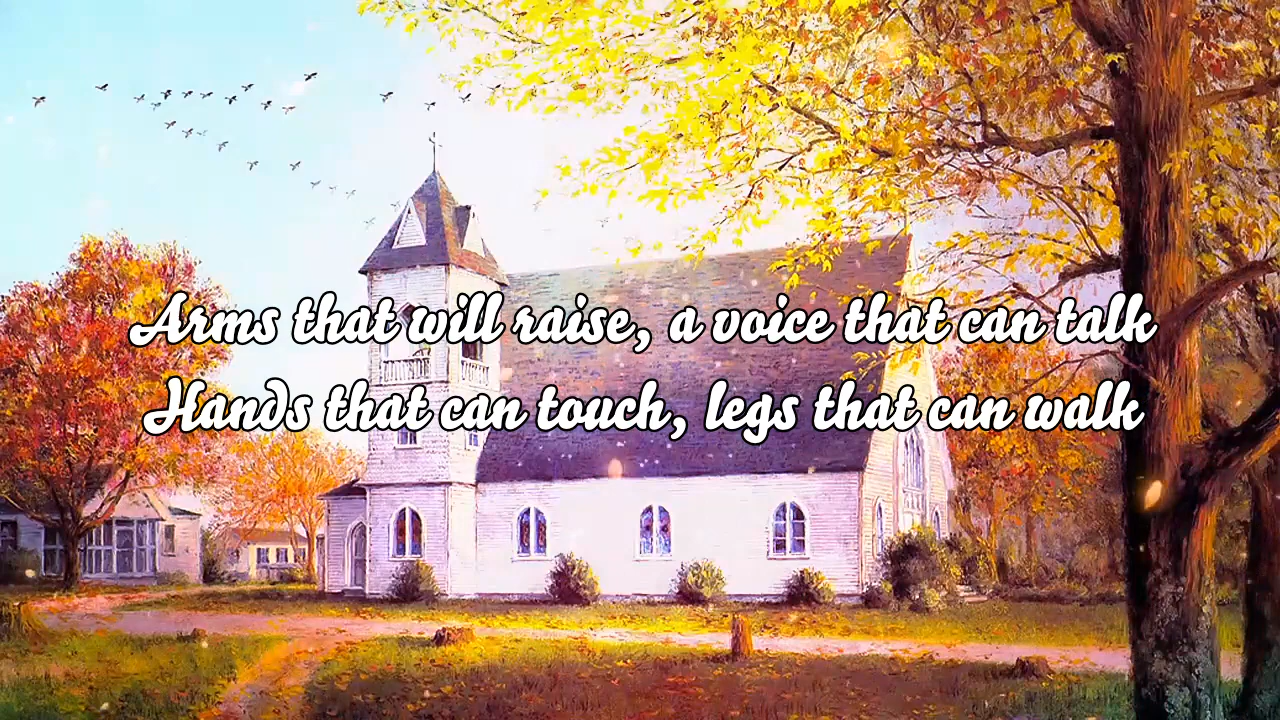 Arms that will raise, a voice that can talk
Hands that can touch, legs that can walk